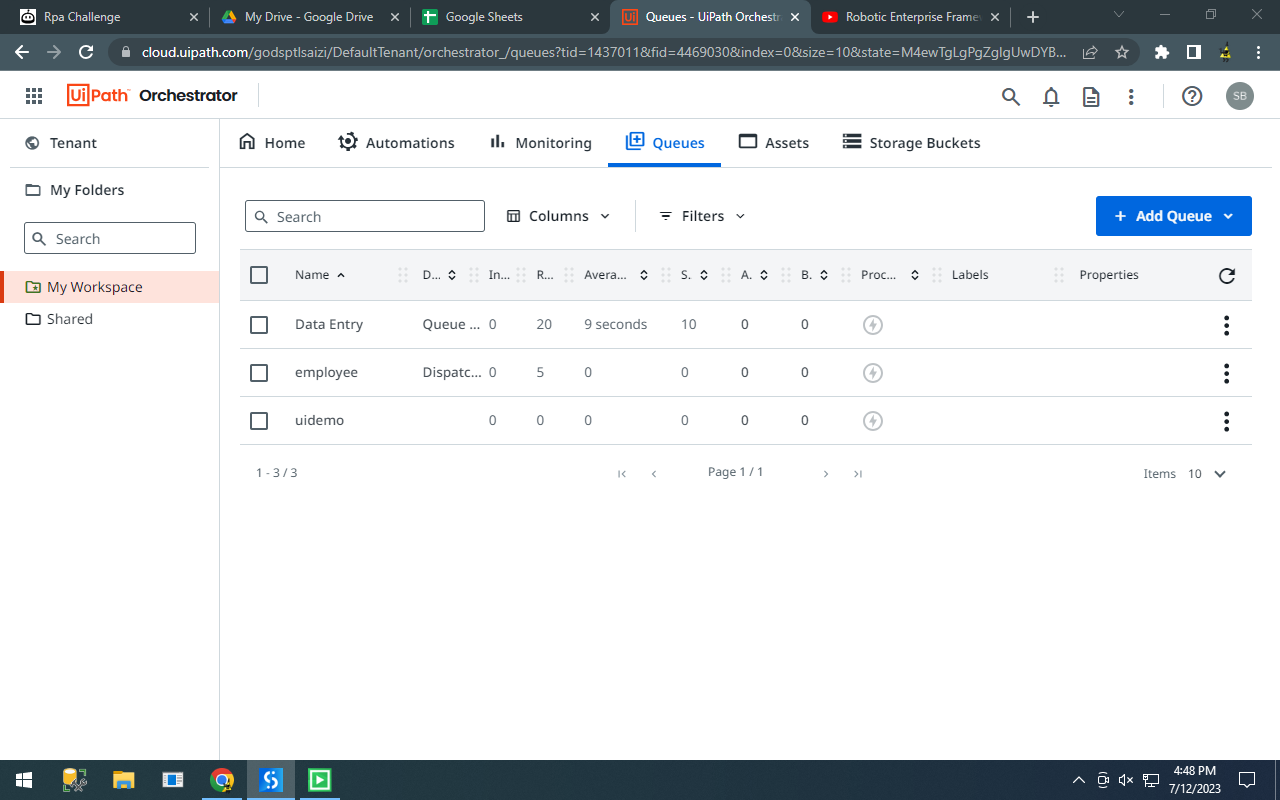 Rpa Challenge
My Drive - Google Drive
Google Sheets
Queues - UiPath Orchestr
Robotic Enterprise Frame
cloud.uipath.com/godsptlsaizi/DefaultTenant/orchestrator_/queues?tid=1437011&fid=4469030&index=0&size=10&state=M4ewTgLgPgZglgUwDYB...
UiPath Orchestrator
SB
Tenant
Home
Automations
Monitoring
Queues
Assets
Storage Buckets
My Folders
Search
My Workspace
Shared
Search
Columns
Filters
Add Queue
Name D... In... R... Avera... S. A. B. Proc... Labels Properties
Data Entry Queue ... 0 20 9 seconds 10 0 0
employee Dispatc... 0 5 0 0 0 0
uidemo 0 0 0 0 0 0
1 - 3 / 3
Page 1 / 1
Items 10
4:48 PM
7/12/2023